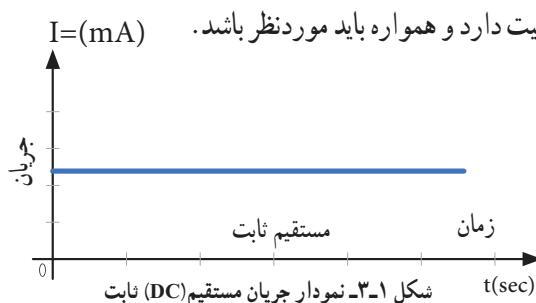 اهمیت دارد و همواره باید موردنظر باشد.
I=(mA)
جریان
مستقیم ثابت
زمان
0
t(sec)
شکل ۱ـ۳ـ نمودار جریان مستقیم(DC) ثابت